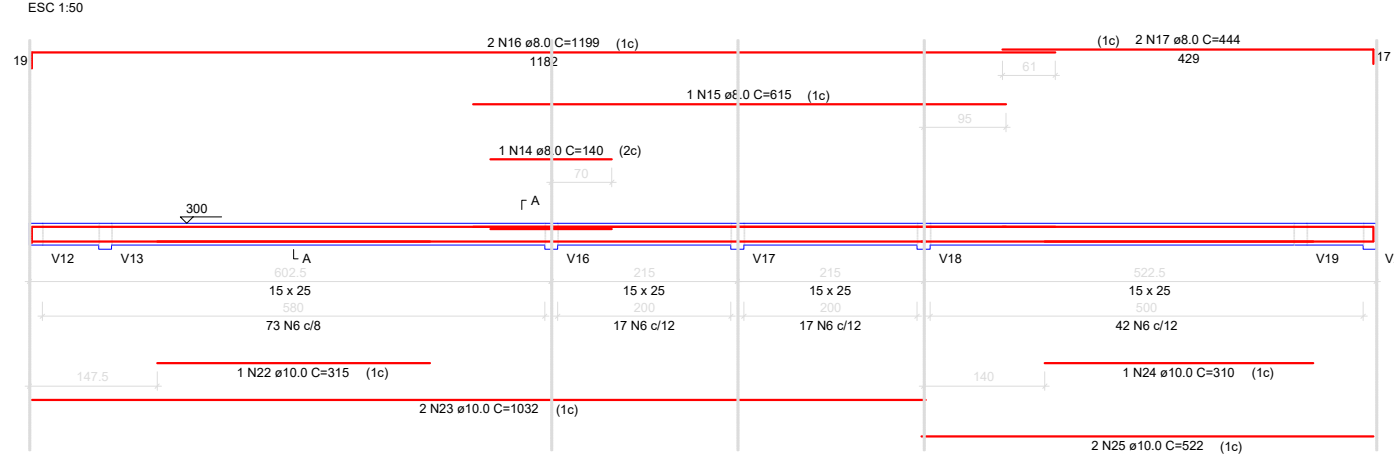 ESC 1:50
2 N16 ø8.0 C=1199 (1c)
(1c) 2 N17 ø8.0 C=444
19
1182
429
17
61
1 N15 ø8.0 C=615 (1c)
95
1 N14 ø8.0 C=140 (2c)
70
A
300
A
V12
V13
V16
V17
V18
V19
V
602.5
215
215
522.5
15 x 25
15 x 25
15 x 25
15 x 25
580
200
200
500
73 N6 c/8
17 N6 c/12
17 N6 c/12
42 N6 c/12
147.5
1 N22 ø10.0 C=315 (1c)
140
1 N24 ø10.0 C=310 (1c)
2 N23 ø10.0 C=1032 (1c)
2 N25 ø10.0 C=522 (1c)